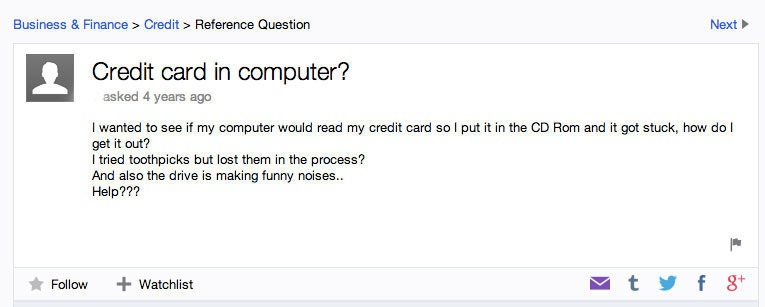 Business & Finance > Credit > Reference Question Next
Credit card in computer?
asked 4 years ago
I wanted to see if my computer would read my credit card so I put it in the CD Rom and it got stuck, how do I
get it out?
I tried toothpicks but lost them in the process?
And also the drive is making funny noises..
Help???
Follow Watchlist t f g+